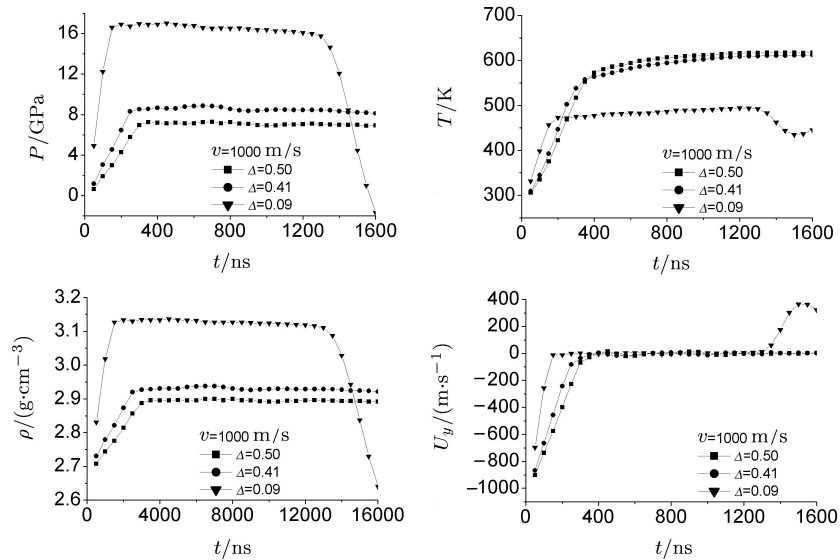 16
12
8
4
0
P/GPa
v=1000 m/s
Δ=0.50
Δ=0.41
Δ=0.09
0 400 800 1200 1600
t/ns
700
600
500
400
300
T/K
v=1000 m/s
Δ=0.50
Δ=0.41
Δ=0.09
0 400 800 1200 1600
t/ns
3.2
3.1
3.0
2.9
2.8
2.7
2.6
ρ/(g·cm⁻³)
v=1000 m/s
Δ=0.50
Δ=0.41
Δ=0.09
0 4000 8000 12000 16000
t/ns
400
200
0
−200
−400
−600
−800
−1000
U_y/(m·s⁻¹)
v=1000 m/s
Δ=0.50
Δ=0.41
Δ=0.09
0 400 800 1200 1600
t/ns